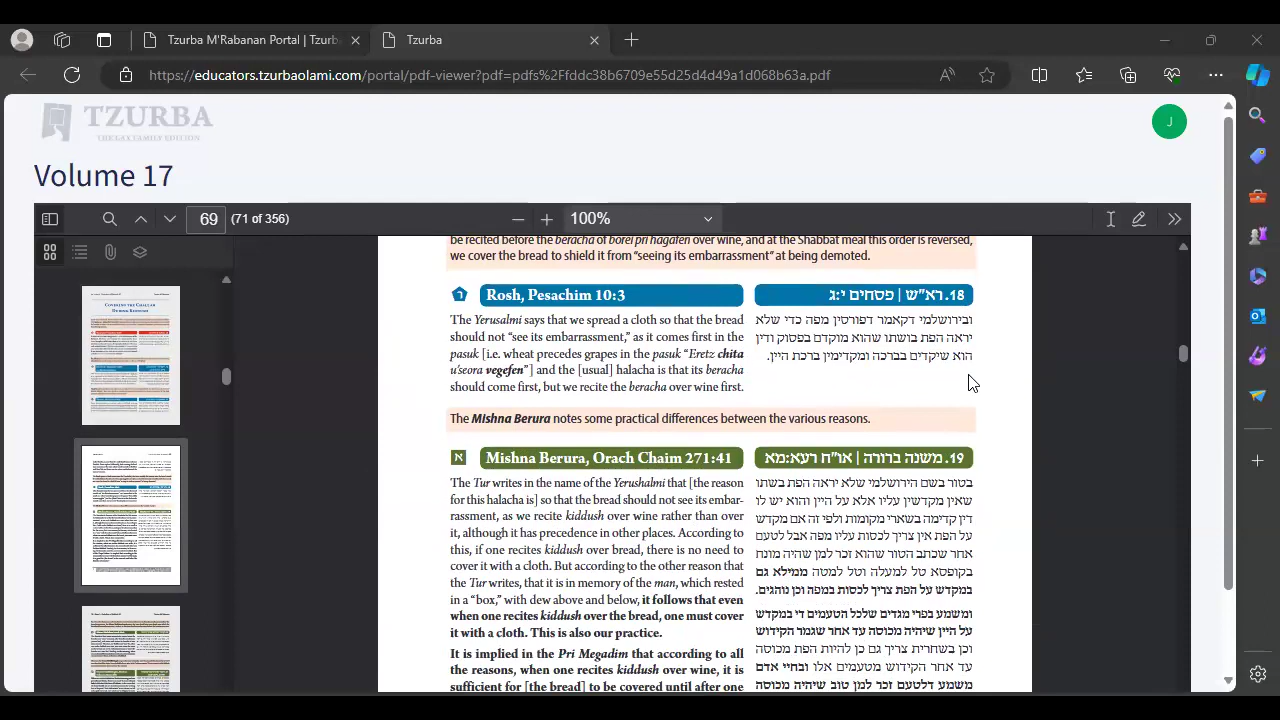 Tzurba M'Rabanan Portal | Tzurb
Tzurba
https://educators.tzurbaolami.com/portal/pdf-viewer?pdf=pdfs%2Ffddc38b6709e55d25d4d49a1d068b63a.pdf
TZURBA
THE LAX FAMILY EDITION
J
Volume 17
69 (71 of 356)
100%
be recited before the beracha of borei pri hagafen over wine, and at the Shabbat meal this order is reversed,
we cover the bread to shield it from “seeing its embarrassment” at being demoted.
ר Rosh, Pesachim 10:3
The Yerusalmi says that we spread a cloth so that the bread
should not “see its embarrassment,” as it comes first in the
pasuk [i.e. wheat precedes grapes in the pasuk “Eretz chita
u'seora vegefen”] and the [usual] halacha is that its beracha
should come first, but we recite the beracha over wine first.
18. רא״ש | פסחים י:ג
ובירושלמי דקאמר דפורס מפה כדי שלא
יראה הפת בושתו שהוא מוקדם בפסוק ודין
הוא שיקדים בברכה ומקדימין ברכת היין.
The Mishna Berura notes some practical differences between the various reasons.
א Mishna Berura, Orach Chaim 271:41
The Tur writes in the name of the Yerushalmi that [the reason
for this halacha is] so that the bread should not see its embar-
rassment, as we recite kiddush over wine rather than over
it, although it has precedence in other places. According to
this, if one recites kiddush over bread, there is no need to
cover it with a cloth. But according to the other reason that
the Tur writes, that it is in memory of the man, which rested
in a “box,” with dew above and below, it follows that even
when one recites kiddush over the bread, one must cover
it with a cloth. This is also our practice.
It is implied in the Pri Megadim that according to all
the reasons, when one recites kiddush over wine, it is
sufficient for [the bread] to be covered until after one
19. משנה ברורה | או״ח רעא:מא
בטור בשם הירושלמי שלא יראה הפת בשתו
שאין מקדשין עליו אלא על היין והוא יש לו
דין קדימה בשארי מקומות ולפי זה אם מקדש
על הפת אין צריך לכסות במפה אכן לטעם
אחר שכתב הטור שהוא זכר למן שהיה מונח
בקופסא טל למעלה וטל למטה ממילא גם
במקדש על הפת צריך לכסות במפה וכן נוהגים.
ומשמע בפרי מגדים שלכל הטעמים די במקדש
על היין שיהיה מכוסה עד אחר שגמר הקידוש
וכן בשחרית צריך גם כן להיות הפת מכוסה
עד אחר הקידוש מטעמים אלו ובחיי אדם
משמע דלטעם זכר למן שהיה מכוסה